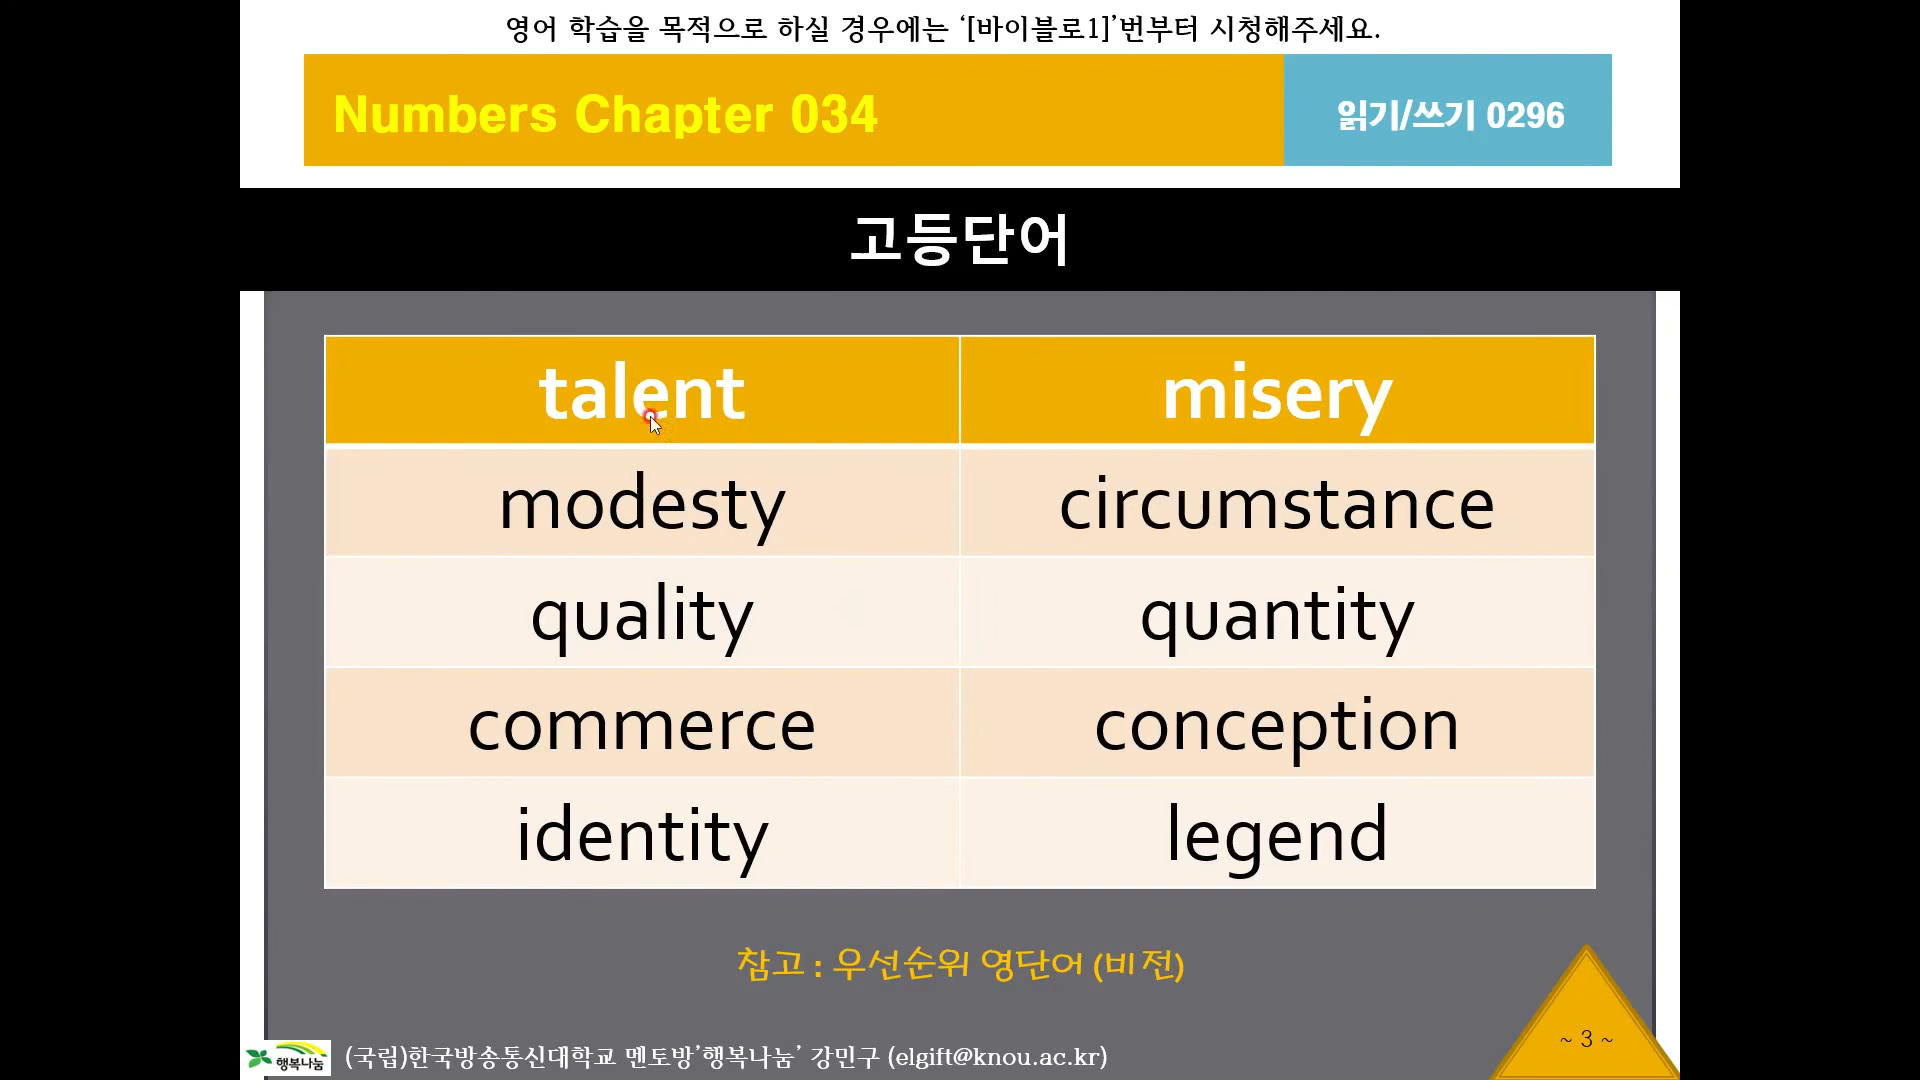 영어 학습을 목적으로 하실 경우에는 ‘[바이블로1]’번부터 시청해주세요.
Numbers Chapter 034
읽기/쓰기 0296
고등단어
talent misery
modesty circumstance
quality quantity
commerce conception
identity legend
참고 : 우선순위 영단어 (비전)
~ 3 ~
행복나눔
(국립)한국방송통신대학교 멘토방’행복나눔’ 강민구 (elgift@knou.ac.kr)